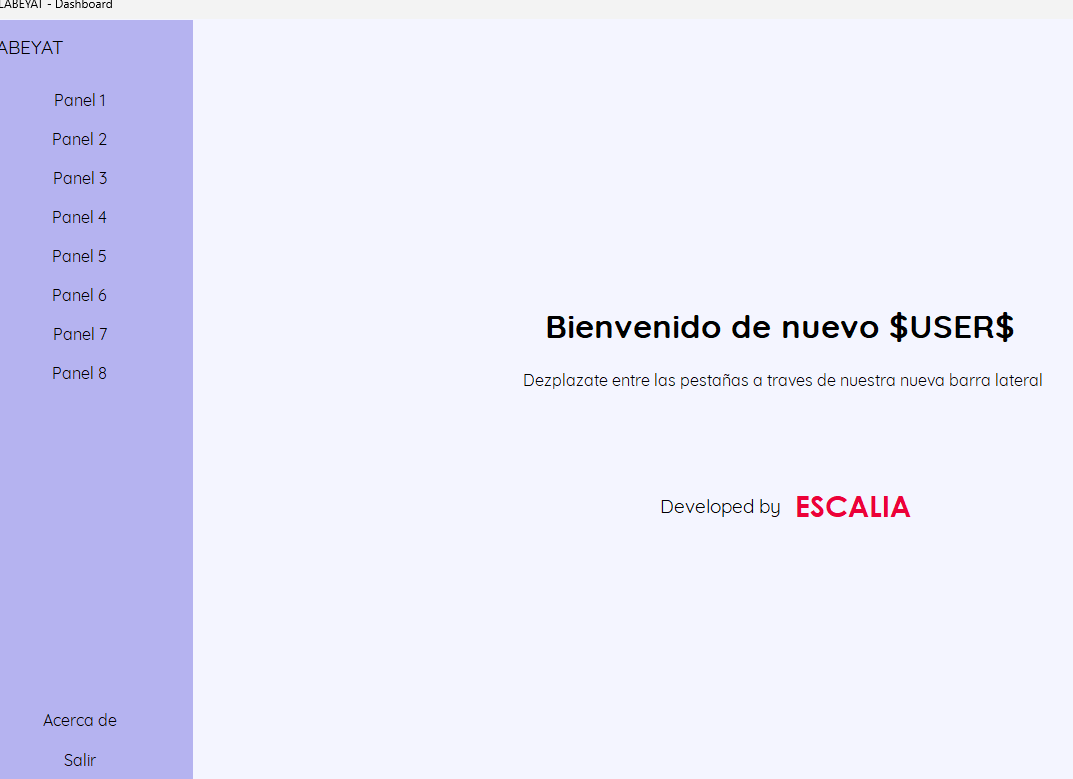 LABEYAT - Dashboard
ABEYAT
Panel 1
Panel 2
Panel 3
Panel 4
Panel 5
Panel 6
Panel 7
Panel 8
Bienvenido de nuevo $USER$
Dezplazate entre las pestañas a traves de nuestra nueva barra lateral
Developed by ESCALIA
Acerca de
Salir